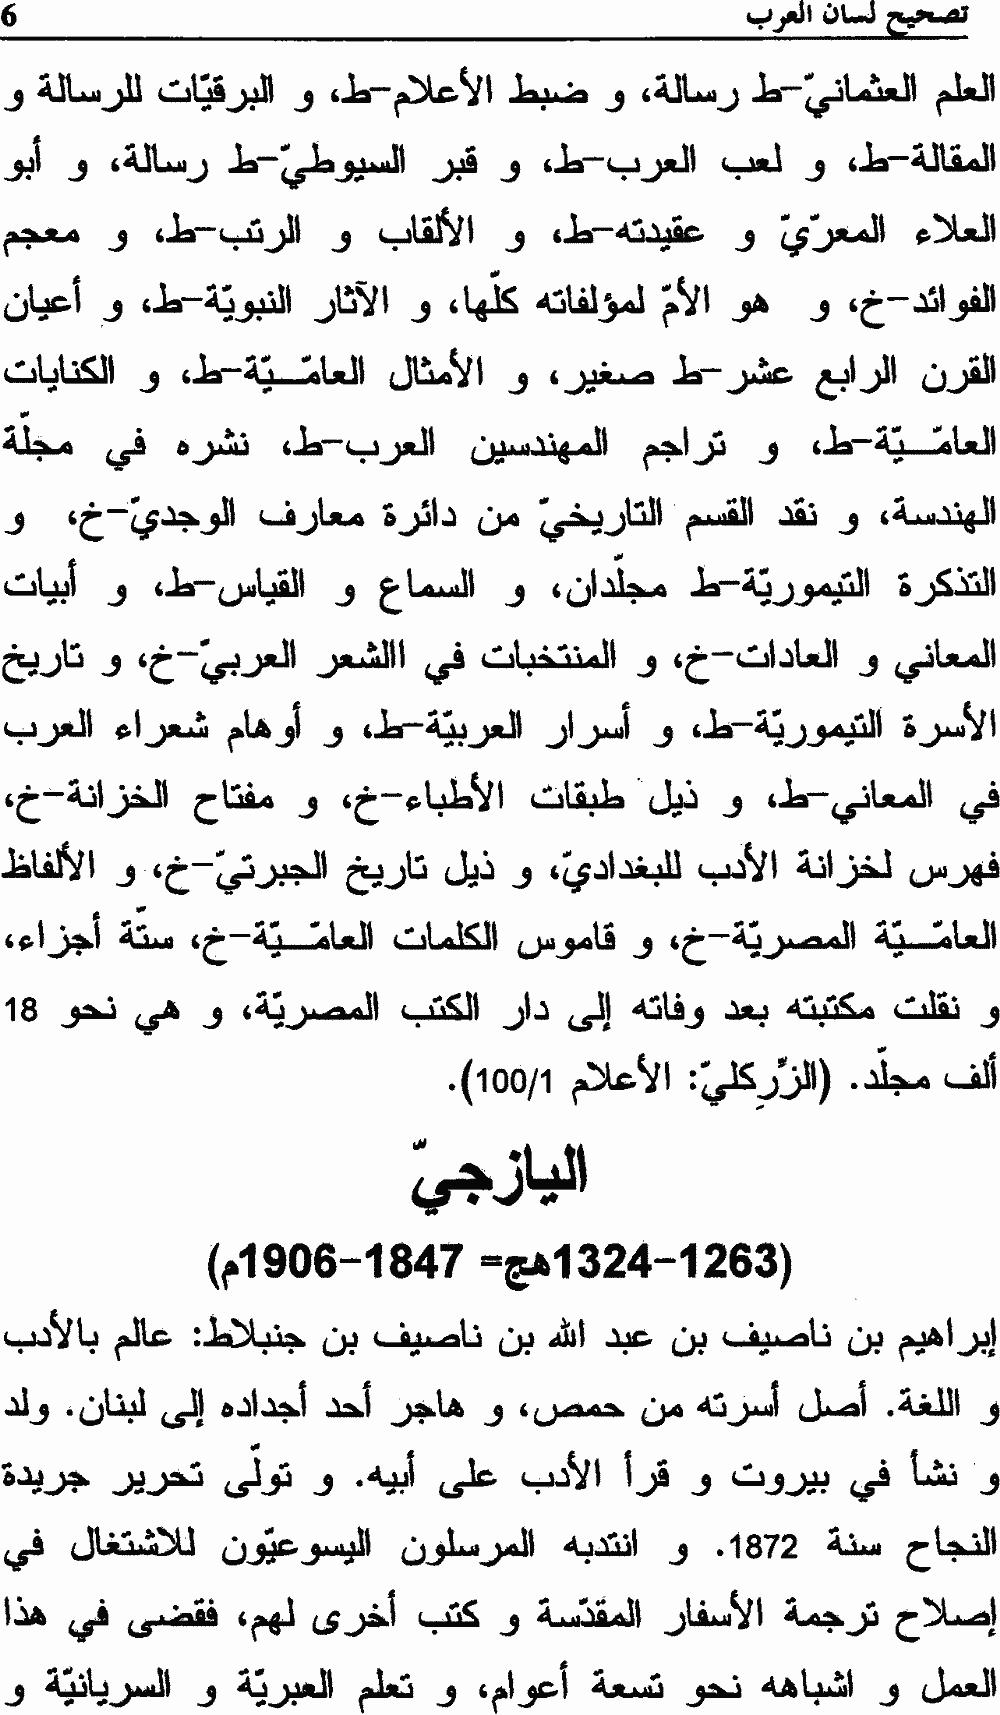 تصحيح لسان العرب 6
العلم العثمانيّ–ط رسالة، و ضبط الأعلام–ط، و البرقيّات للرسالة و
المقالة–ط، و لعب العرب–ط، و قبر السيوطيّ–ط رسالة، و أبو
العلاء المعرّيّ و عقيدته–ط، و الألقاب و الرتب–ط، و معجم
الفوائد–خ، و هو الأمّ لمؤلفاته كلّها، و الآثار النبويّة–ط، و أعيان
القرن الرابع عشر–ط صغير، و الأمثال العامّـيّة–ط، و الكنايات
العامّـيّة–ط، و تراجم المهندسين العرب–ط، نشره في مجلّة
الهندسة، و نقد القسم التاريخيّ من دائرة معارف الوجديّ–خ، و
التذكرة التيموريّة–ط مجلّدان، و السماع و القياس–ط، و أبيات
المعاني و العادات–خ، و المنتخبات في االشعر العربيّ–خ، و تاريخ
الأسرة التيموريّة–ط، و أسرار العربيّة–ط، و أوهام شعراء العرب
في المعاني–ط، و ذيل طبقات الأطباء–خ، و مفتاح الخزانة–خ،
فهرس لخزانة الأدب للبغداديّ، و ذيل تاريخ الجبرتيّ–خ، و الألفاظ
العامّـيّة المصريّة–خ، و قاموس الكلمات العامّـيّة–خ، ستّة أجزاء،
و نقلت مكتبته بعد وفاته إلى دار الكتب المصريّة، و هي نحو 18
ألف مجلّد. (الزّرِكليّ: الأعلام 100/1).
اليازجيّ
(1263–1324هج= 1847–1906م)
إبراهيم بن ناصيف بن عبد الله بن ناصيف بن جنبلاط: عالم بالأدب
و اللغة. أصل أسرته من حمص، و هاجر أحد أجداده إلى لبنان. ولد
و نشأ في بيروت و قرأ الأدب على أبيه. و تولّى تحرير جريدة
النجاح سنة 1872. و انتدبه المرسلون اليسوعيّون للاشتغال في
إصلاح ترجمة الأسفار المقدّسة و كتب أخرى لهم، فقضى في هذا
العمل و اشباهه نحو تسعة أعوام، و تعلم العبريّة و السريانيّة و